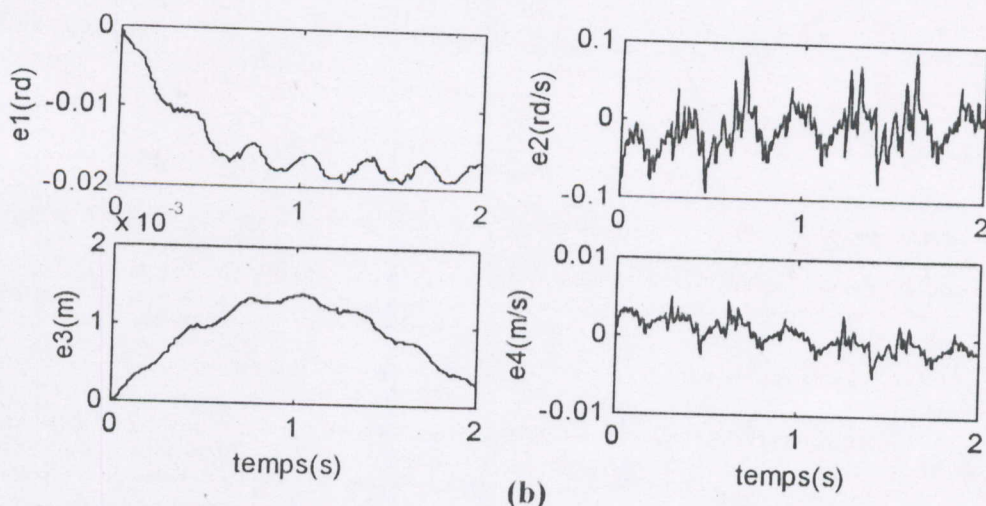 0
-0.01
-0.02
e1(rd)
0 1 2
0.1
0
-0.1
e2(rd/s)
0 1 2
x 10-3
2
1
0
e3(m)
0 1 2
temps(s)
0.01
0
-0.01
e4(m/s)
0 1 2
temps(s)
(b)